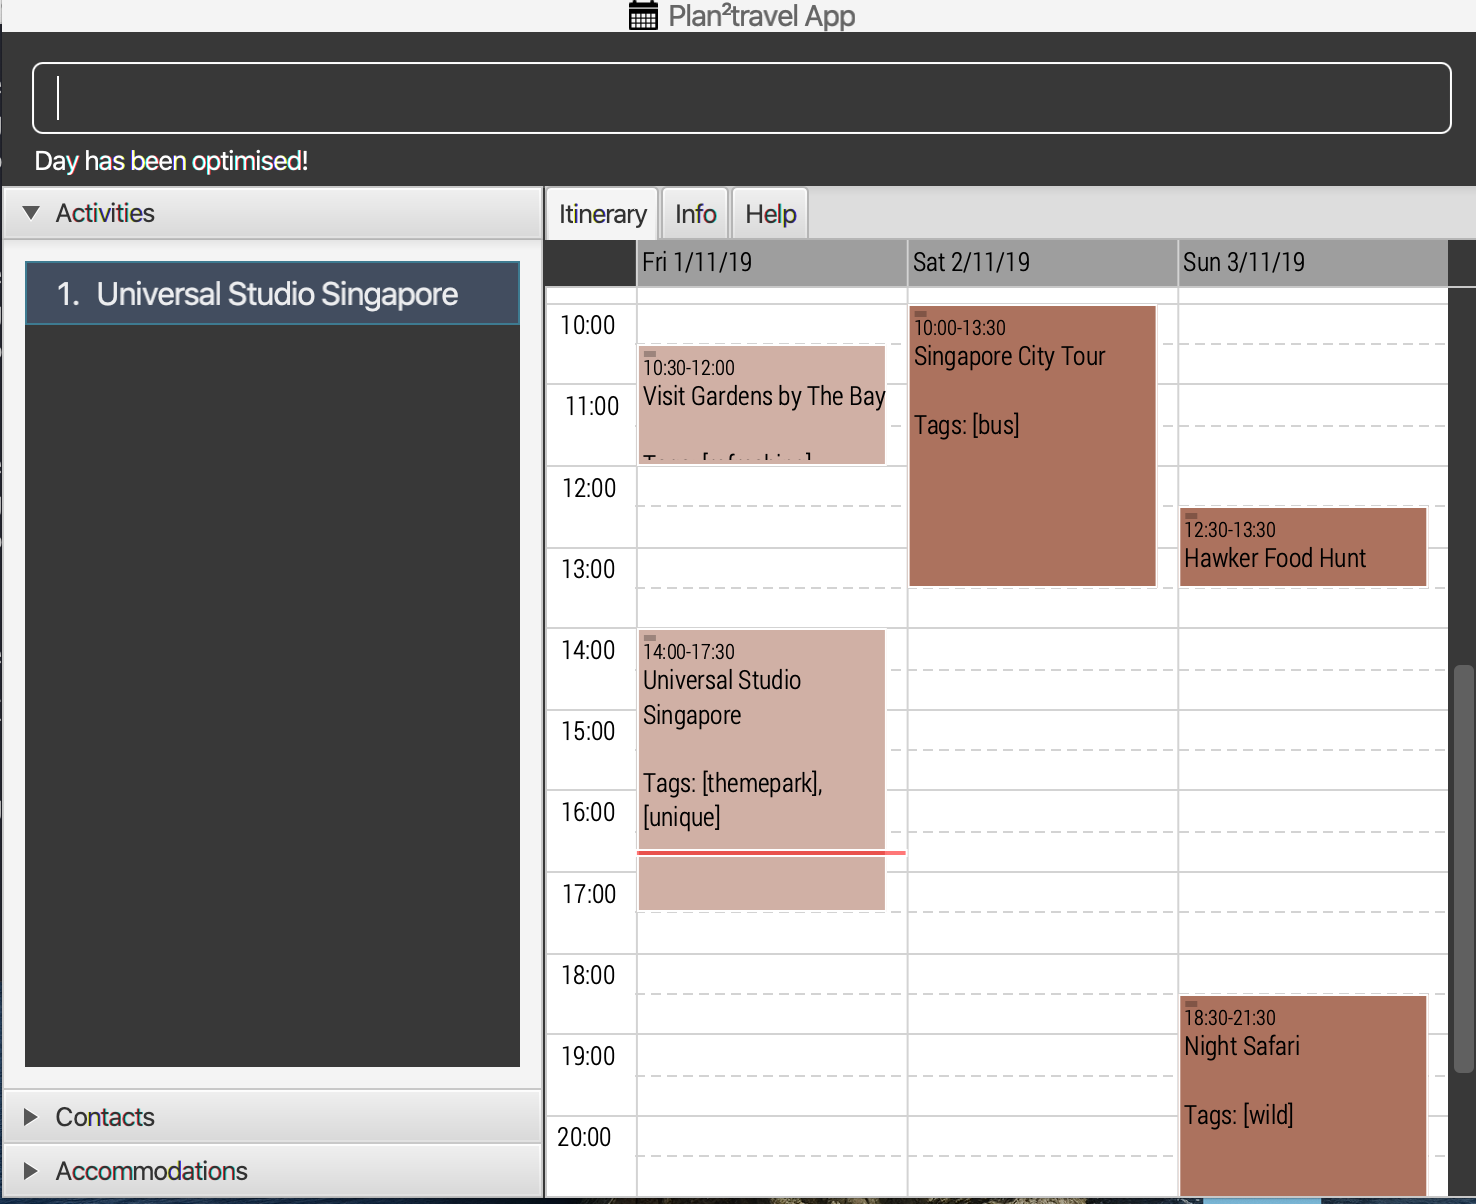 Plan²travel App
Day has been optimised!
Activities
1. Universal Studio Singapore
Contacts
Accommodations
Itinerary Info Help
Fri 1/11/19 Sat 2/11/19 Sun 3/11/19
10:00
11:00
12:00
13:00
14:00
15:00
16:00
17:00
18:00
19:00
20:00
10:30-12:00
Visit Gardens by The Bay
14:00-17:30
Universal Studio
Singapore
Tags: [themepark],
[unique]
10:00-13:30
Singapore City Tour
Tags: [bus]
12:30-13:30
Hawker Food Hunt
18:30-21:30
Night Safari
Tags: [wild]